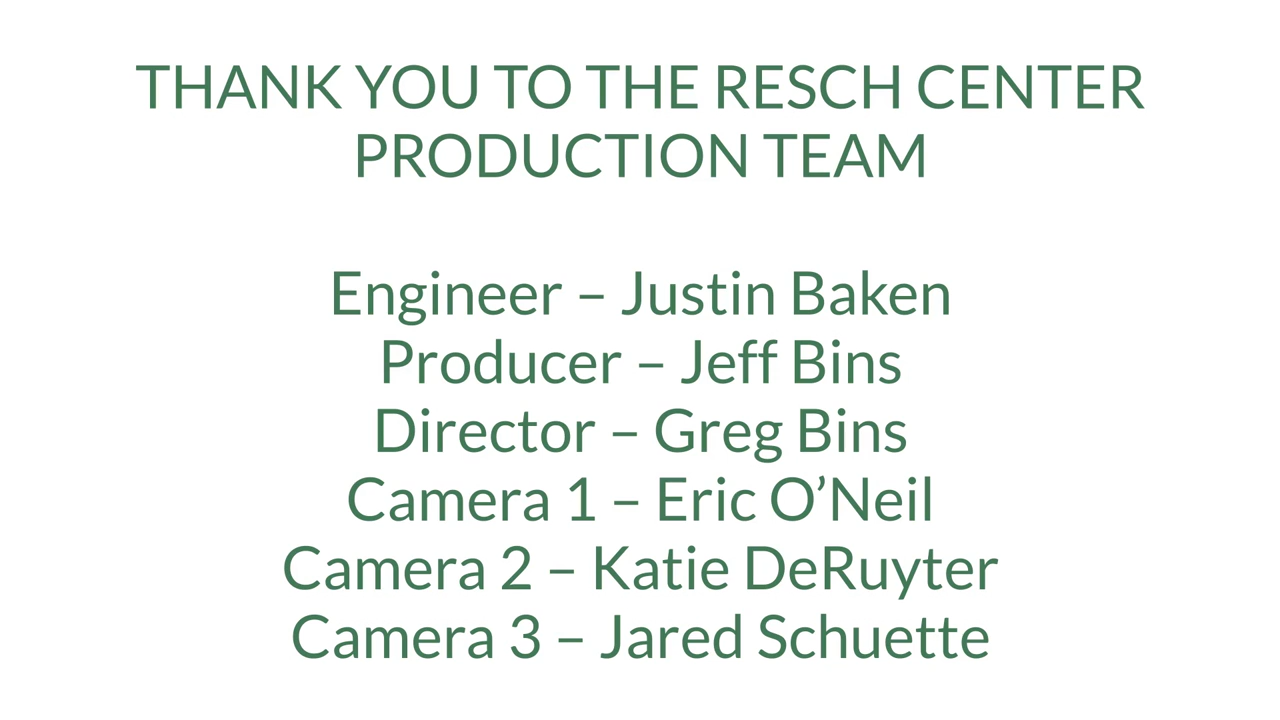 THANK YOU TO THE RESCH CENTER
PRODUCTION TEAM
Engineer – Justin Baken
Producer – Jeff Bins
Director – Greg Bins
Camera 1 – Eric O’Neil
Camera 2 – Katie DeRuyter
Camera 3 – Jared Schuette